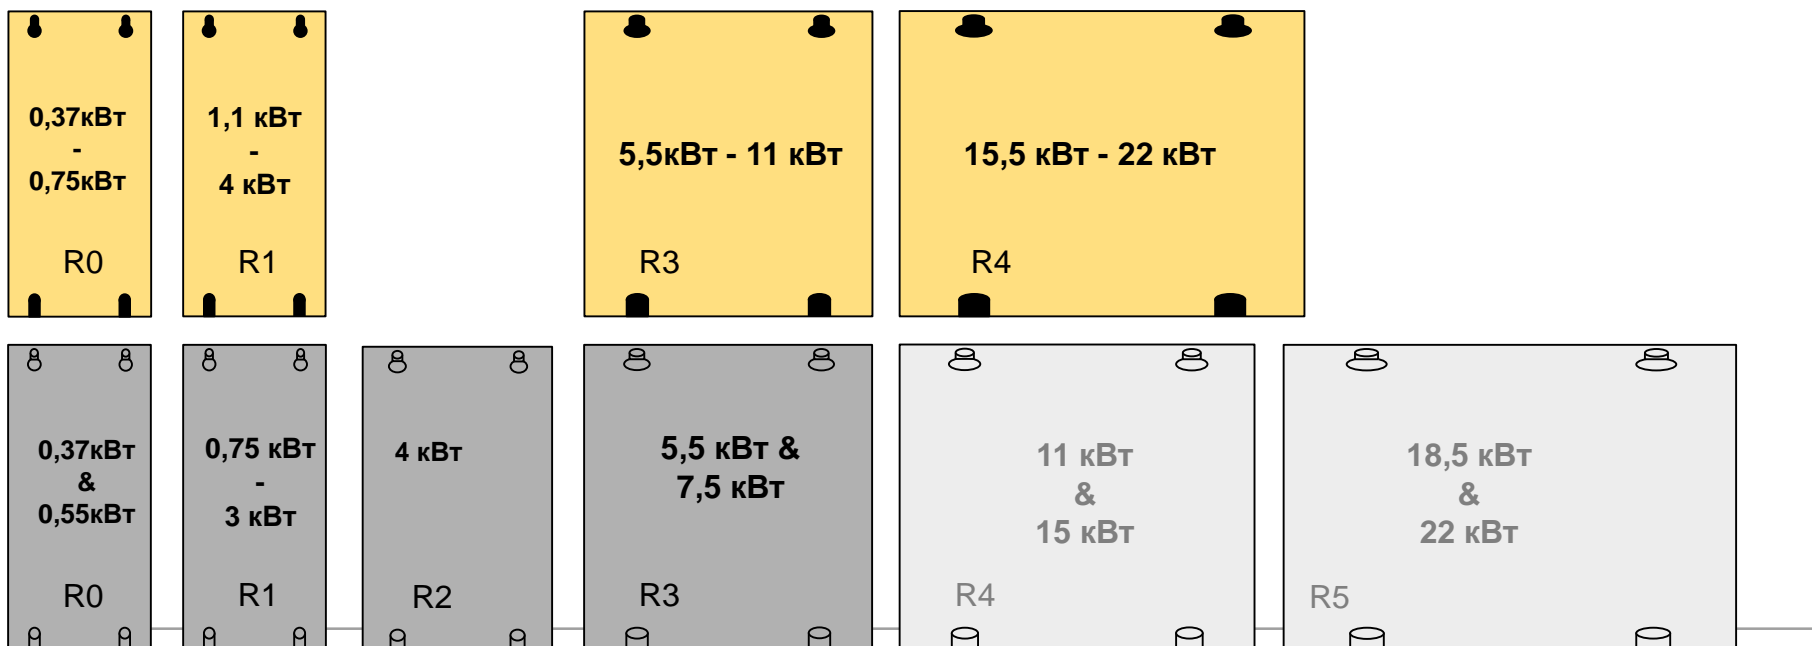 0,37кВт
-
0,75кВт
R0
1,1 кВт
-
4 кВт
R1
5,5кВт - 11 кВт
R3
15,5 кВт - 22 кВт
R4
0,37кВт
&
0,55кВт
R0
0,75 кВт
-
3 кВт
R1
4 кВт
R2
5,5 кВт &
7,5 кВт
R3
11 кВт
&
15 кВт
R4
18,5 кВт
&
22 кВт
R5